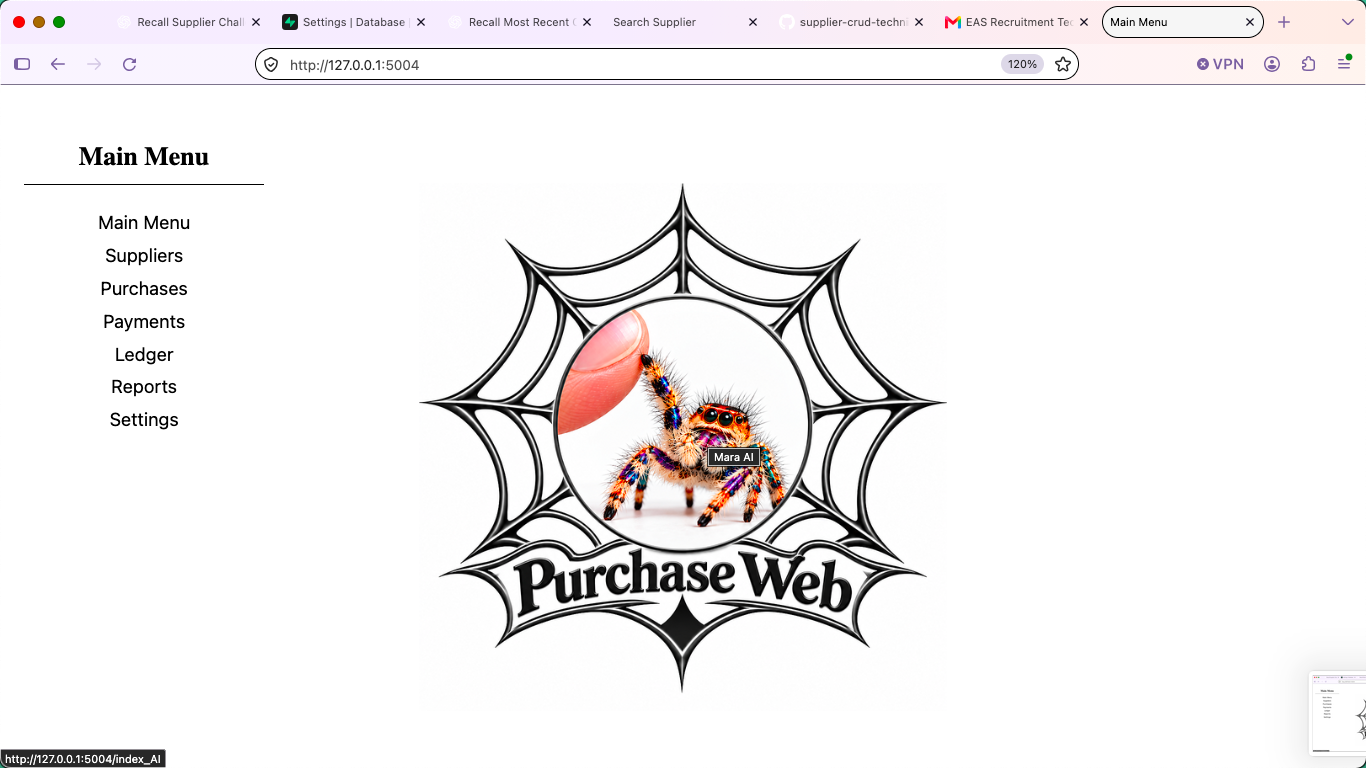 Recall Supplier Chall
Settings | Database
Recall Most Recent
Search Supplier
supplier-crud-techni
EAS Recruitment Tec
Main Menu
http://127.0.0.1:5004
120%
VPN
Main Menu
Main Menu
Suppliers
Purchases
Payments
Ledger
Reports
Settings
Mara AI
Purchase Web
http://127.0.0.1:5004/index_AI